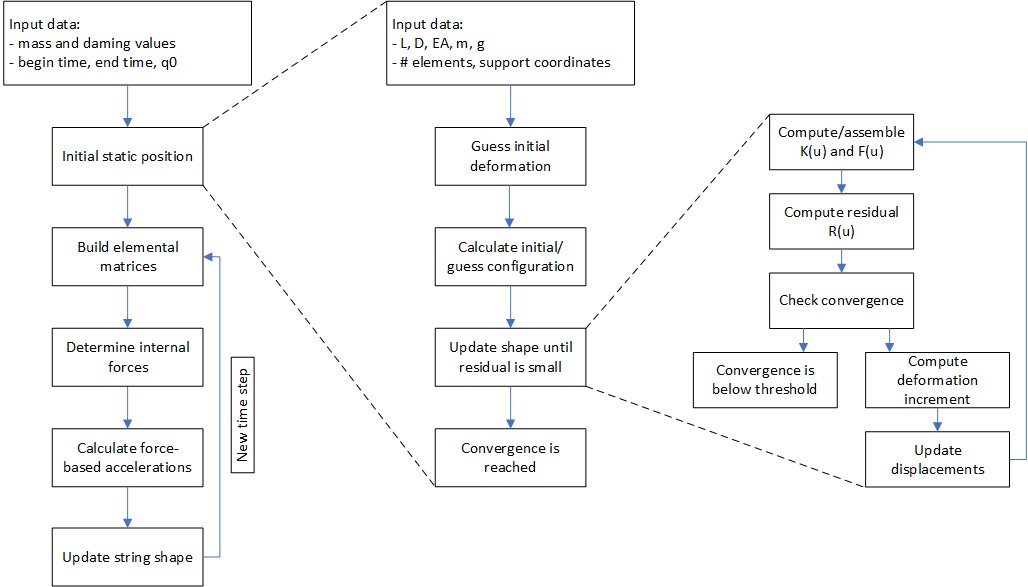 Input data:
- mass and daming values
- begin time, end time, q0
Initial static position
Build elemental
matrices
Determine internal
forces
Calculate force-
based accelerations
Update string shape
New time step
Input data:
- L, D, EA, m, g
- # elements, support coordinates
Guess initial
deformation
Calculate initial/
guess configuration
Update shape until
residual is small
Convergence is
reached
Compute/assemble
K(u) and F(u)
Compute residual
R(u)
Check convergence
Convergence is
below threshold
Compute
deformation
increment
Update
displacements